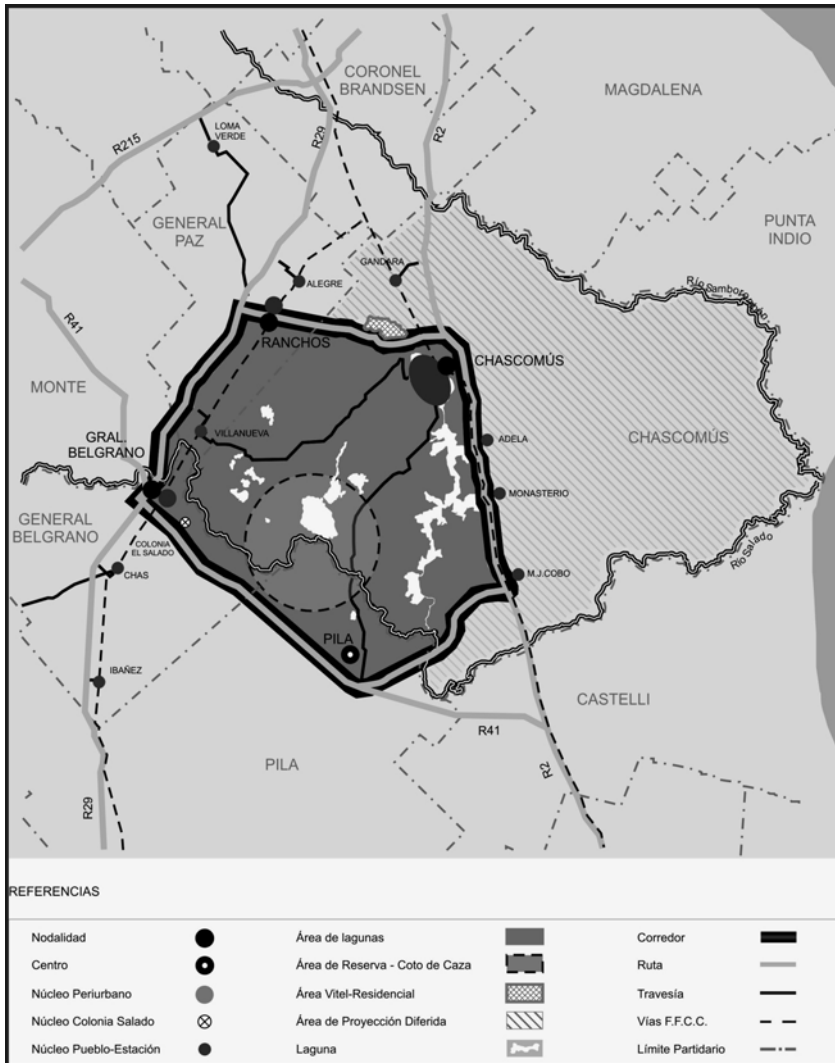 CORONEL
BRANDSEN
MAGDALENA
R2
R29
LOMA
VERDE
R215
GENERAL
PAZ
PUNTA
INDIO
GANDARA
ALEGRE
Río Samborombón
R41
RANCHOS
CHASCOMÚS
MONTE
VILLANUEVA
GRAL.
BELGRANO
ADELA
CHASCOMÚS
MONASTERIO
GENERAL
BELGRANO
COLONIA
EL SALADO
Río Salado
CHAS
M.J.COBO
PILA
IBAÑEZ
CASTELLI
R41
PILA
R2
R29
REFERENCIAS
Nodalidad
Área de lagunas
Corredor
Centro
Área de Reserva - Coto de Caza
Ruta
Núcleo Periurbano
Área Vitel-Residencial
Travesía
Núcleo Colonia Salado
Área de Proyección Diferida
Vías F.F.C.C.
Núcleo Pueblo-Estación
Laguna
Límite Partidario